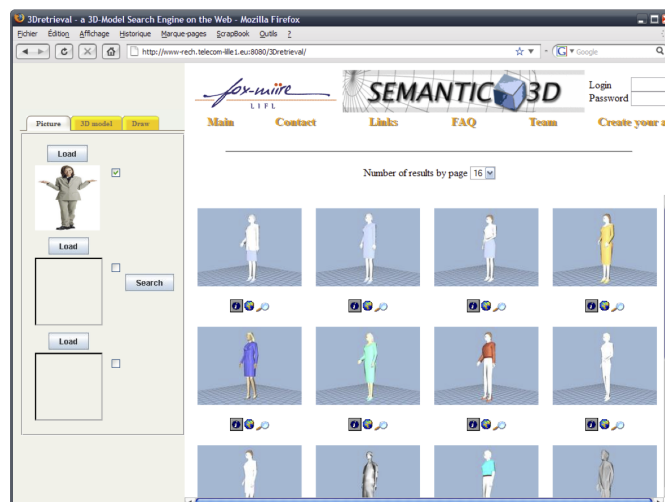 3Dretrieval - a 3D-Model Search Engine on the Web - Mozilla Firefox
Fichier Édition Affichage Historique Marque-pages ScrapBook Outils ?
http://www-rech.telecom-lille1.eu:8080/3Dretrieval/
Google
fox-miire
LIFL
SEMANTIC 3D
Login
Password
Main Contact Links FAQ Team Create your a
Picture 3D model Draw
Number of results by page 16
Load
Load
Search
Load